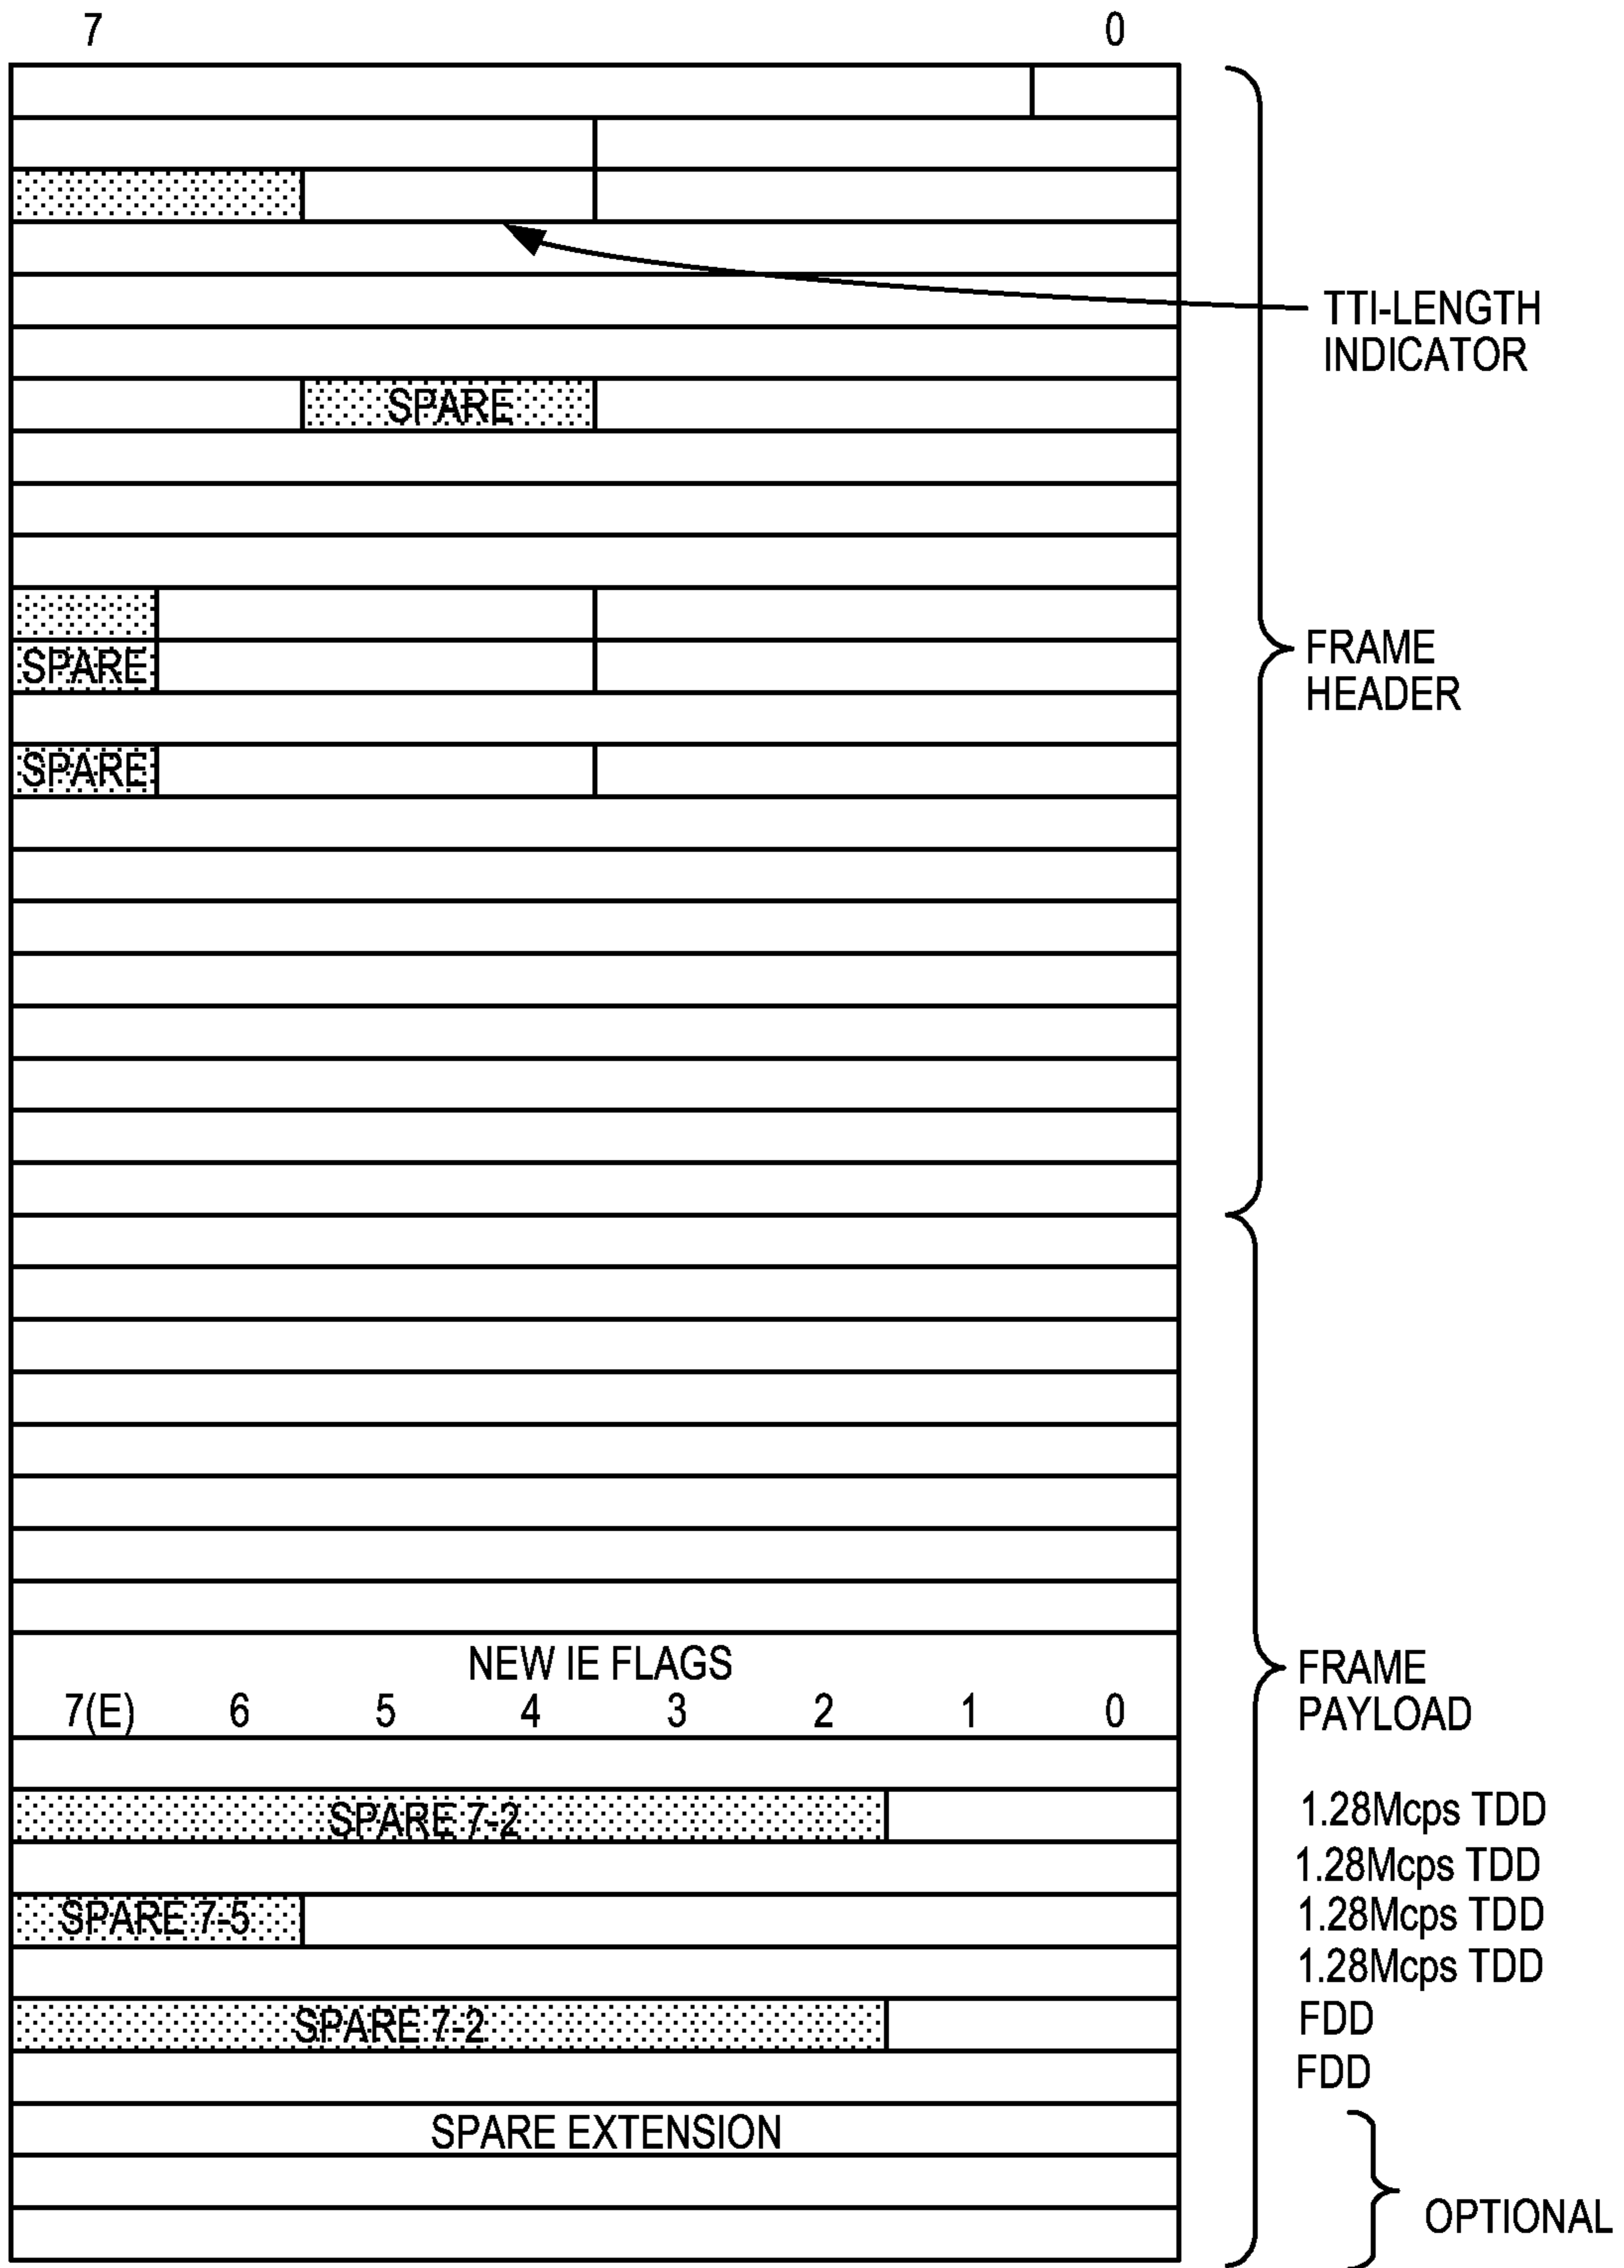 7 0
TTI-LENGTH
INDICATOR
SPARE
FRAME
HEADER
SPARE
SPARE
NEW IE FLAGS
7(E) 6 5 4 3 2 1 0
FRAME
PAYLOAD
SPARE 7-2
1.28Mcps TDD
1.28Mcps TDD
SPARE 7-5
1.28Mcps TDD
1.28Mcps TDD
SPARE 7-2
FDD
FDD
SPARE EXTENSION
OPTIONAL